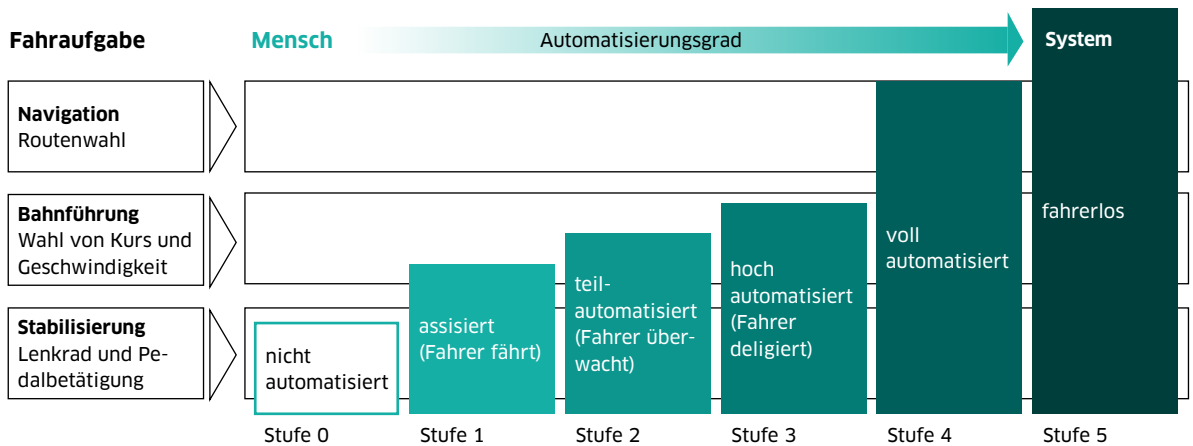 Fahraufgabe
Mensch
Automatisierungsgrad
System
Navigation
Routenwahl
Bahnführung
Wahl von Kurs und
Geschwindigkeit
Stabilisierung
Lenkrad und Pe-
dalbetätigung
nicht
automatisiert
assisiert
(Fahrer fährt)
teil-
automatisiert
(Fahrer über-
wacht)
hoch
automatisiert
(Fahrer
deligiert)
voll
automatisiert
fahrerlos
Stufe 0
Stufe 1
Stufe 2
Stufe 3
Stufe 4
Stufe 5